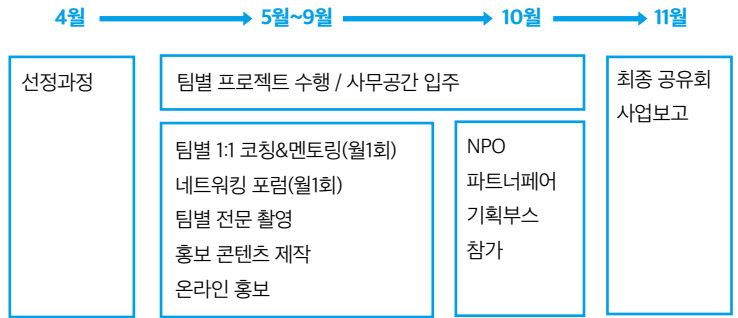 4월
5월~9월
10월
11월
선정과정
팀별 프로젝트 수행 / 사무공간 입주
팀별 1:1 코칭&멘토링(월1회)
네트워킹 포럼(월1회)
팀별 전문 촬영
홍보 콘텐츠 제작
온라인 홍보
NPO
파트너페어
기획부스
참가
최종 공유회
사업보고